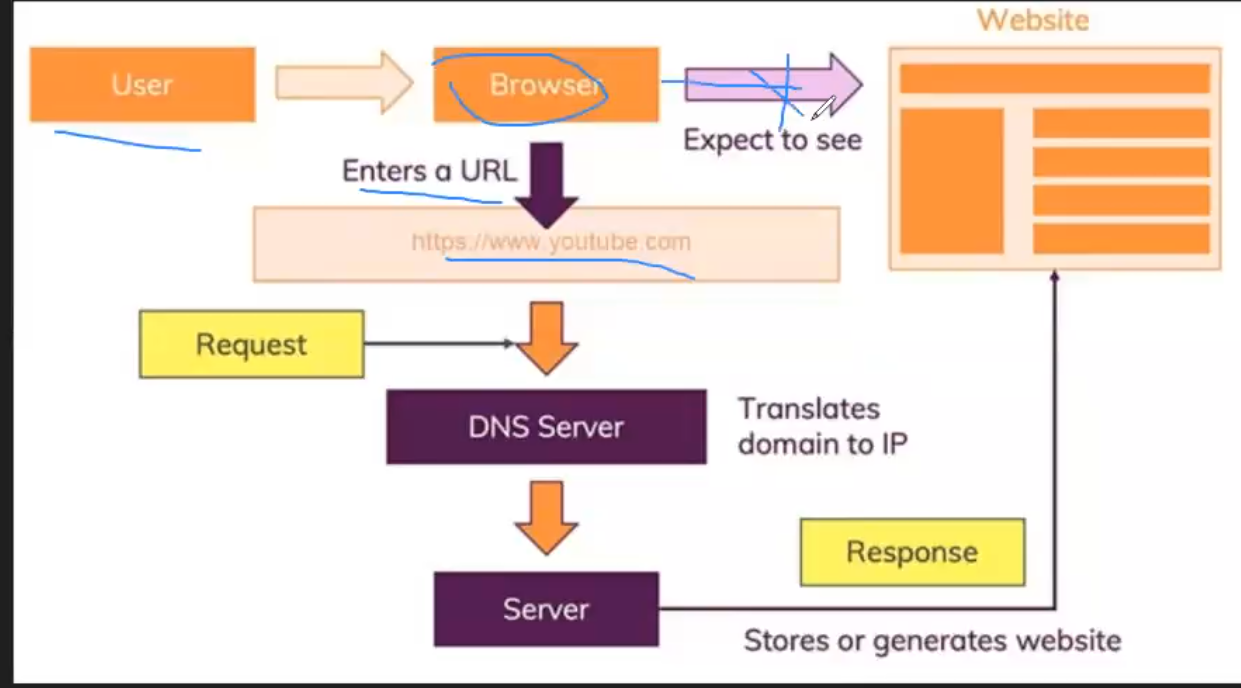 Website
User
Browser
Expect to see
Enters a URL
https://www.youtube.com
Request
DNS Server
Translates
domain to IP
Response
Server
Stores or generates website